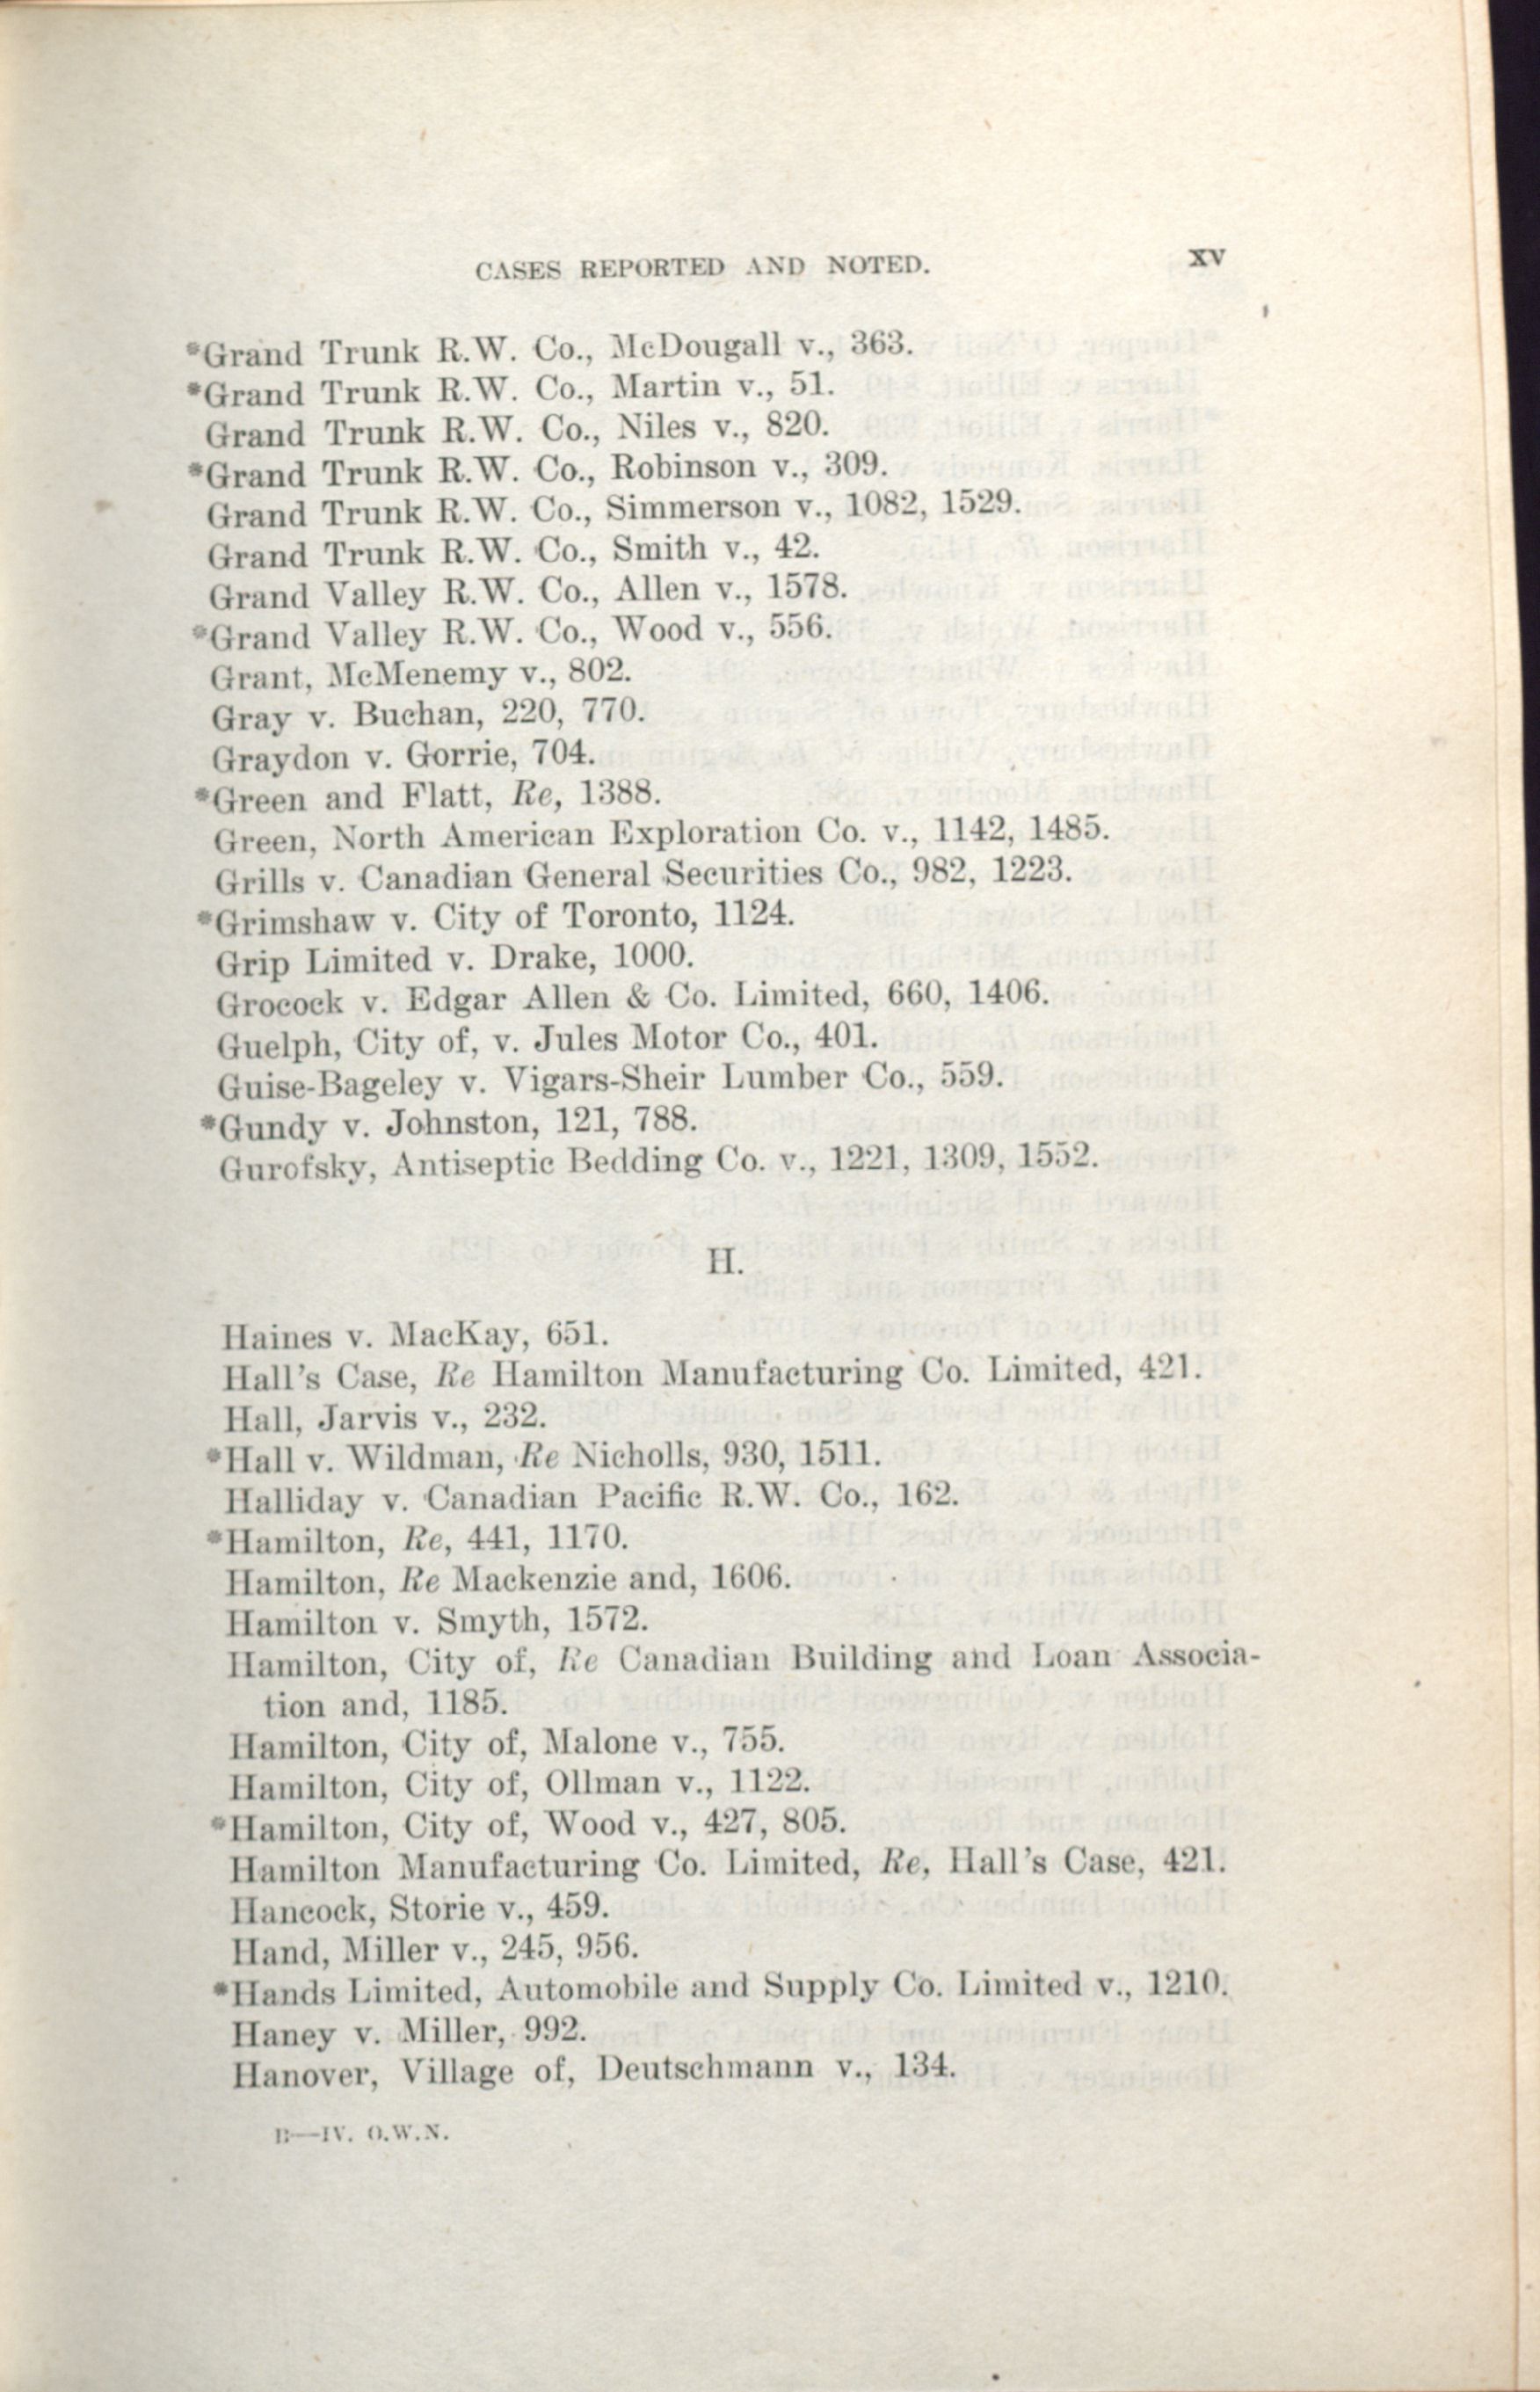 CASES REPORTED AND NOTED. XV
*Grand Trunk R.W. Co., McDougall v., 363.
*Grand Trunk R.W. Co., Martin v., 51.
Grand Trunk R.W. Co., Niles v., 820.
*Grand Trunk R.W. Co., Robinson v., 309.
Grand Trunk R.W. Co., Simmerson v., 1082, 1529.
Grand Trunk R.W. Co., Smith v., 42.
Grand Valley R.W. Co., Allen v., 1578.
*Grand Valley R.W. Co., Wood v., 556.
Grant, McMenemy v., 802.
Gray v. Buchan, 220, 770.
Graydon v. Gorrie, 704.
*Green and Flatt, Re, 1388.
Green, North American Exploration Co. v., 1142, 1485.
Grills v. Canadian General Securities Co., 982, 1223.
*Grimshaw v. City of Toronto, 1124.
Grip Limited v. Drake, 1000.
Grocock v. Edgar Allen & Co. Limited, 660, 1406.
Guelph, City of, v. Jules Motor Co., 401.
Guise-Bageley v. Vigars-Sheir Lumber Co., 559.
*Gundy v. Johnston, 121, 788.
Gurofsky, Antiseptic Bedding Co. v., 1221, 1309, 1552.
H.
Haines v. MacKay, 651.
Hall's Case, Re Hamilton Manufacturing Co. Limited, 421.
Hall, Jarvis v., 232.
*Hall v. Wildman, Re Nicholls, 930, 1511.
Halliday v. Canadian Pacific R.W. Co., 162.
*Hamilton, Re, 441, 1170.
Hamilton, Re Mackenzie and, 1606.
Hamilton v. Smyth, 1572.
Hamilton, City of, Re Canadian Building and Loan Associa-
tion and, 1185.
Hamilton, City of, Malone v., 755.
Hamilton, City of, Ollman v., 1122.
*Hamilton, City of, Wood v., 427, 805.
Hamilton Manufacturing Co. Limited, Re, Hall's Case, 421.
Hancock, Storie v., 459.
Hand, Miller v., 245, 956.
*Hands Limited, Automobile and Supply Co. Limited v., 1210.
Haney v. Miller, 992.
Hanover, Village of, Deutschmann v., 134.
B—IV. O.W.N.